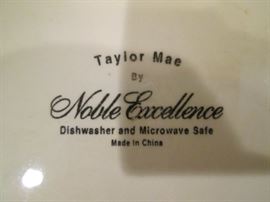 Taylor Mae
By
Noble Excellence
Dishwasher and Microwave Safe
Made In China